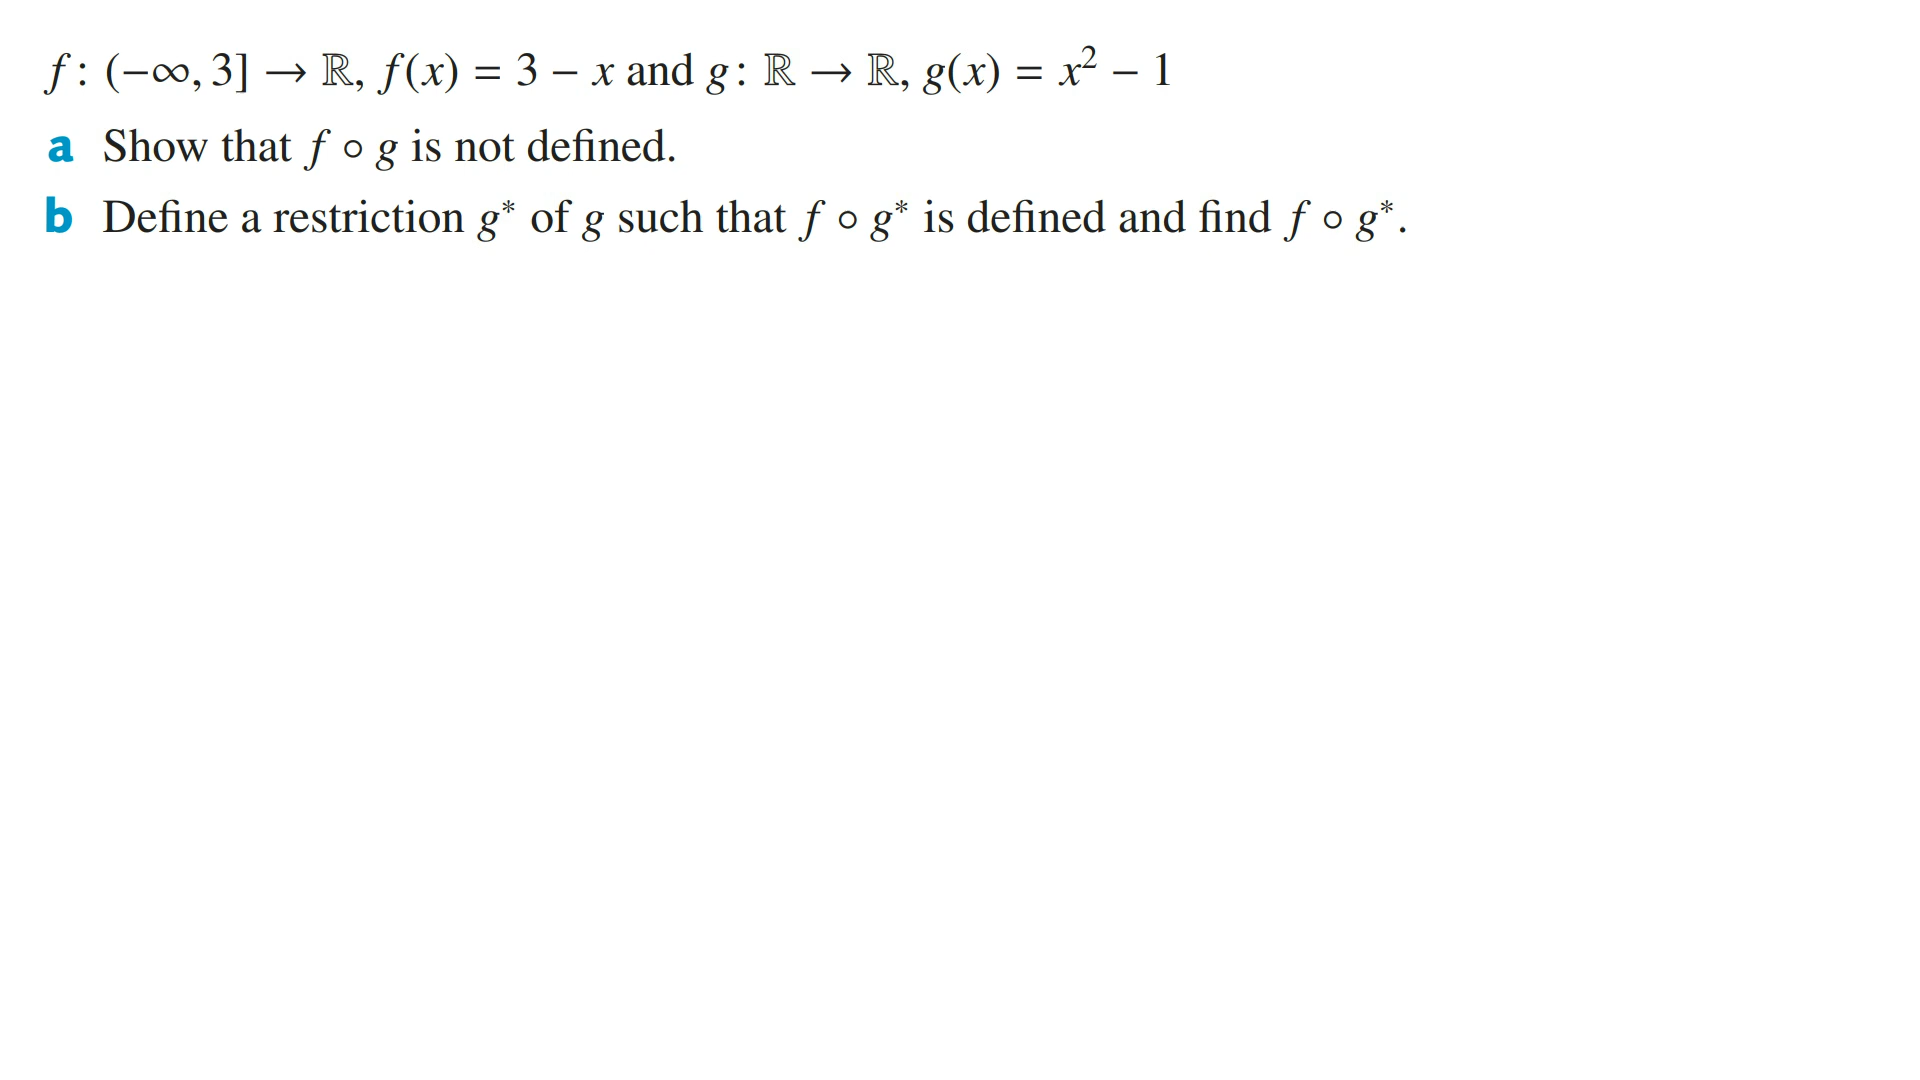 f : (−∞, 3] → ℝ, f(x) = 3 − x and g : ℝ → ℝ, g(x) = x² − 1
a Show that f ∘ g is not defined.
b Define a restriction g* of g such that f ∘ g* is defined and find f ∘ g*.